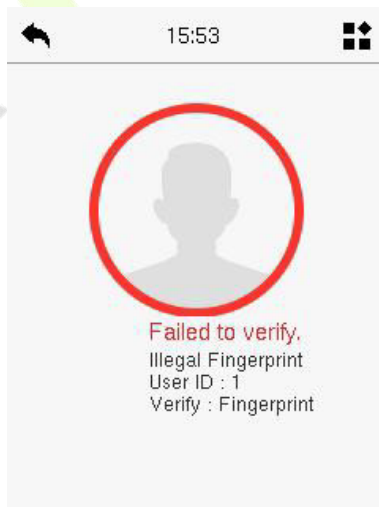 15:53
Failed to verify.
Illegal Fingerprint
User ID : 1
Verify : Fingerprint